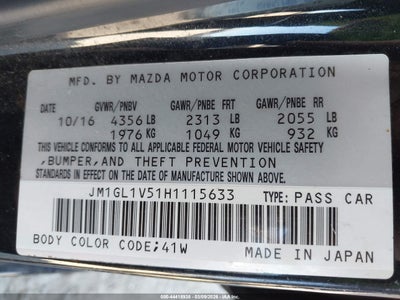 MFD. BY MAZDA MOTOR CORPORATION
GVWR/PNBV GAWR/PNBE FRT GAWR/PNBE RR
10/16 4356 LB 2313 LB 2055 LB
1976 KG 1049 KG 932 KG
THIS VEHICLE CONFORMS TO ALL APPLICABLE
FEDERAL MOTOR VEHICLE SAFETY
,BUMPER,AND THEFT PREVENTION
STANDARDS IN EFFECT ON THE DATE OF MANUFACTURE SHOWN ABOVE.
JM1GL1V51H1115633 TYPE: PASS CAR
BODY COLOR CODE;41W MADE IN JAPAN